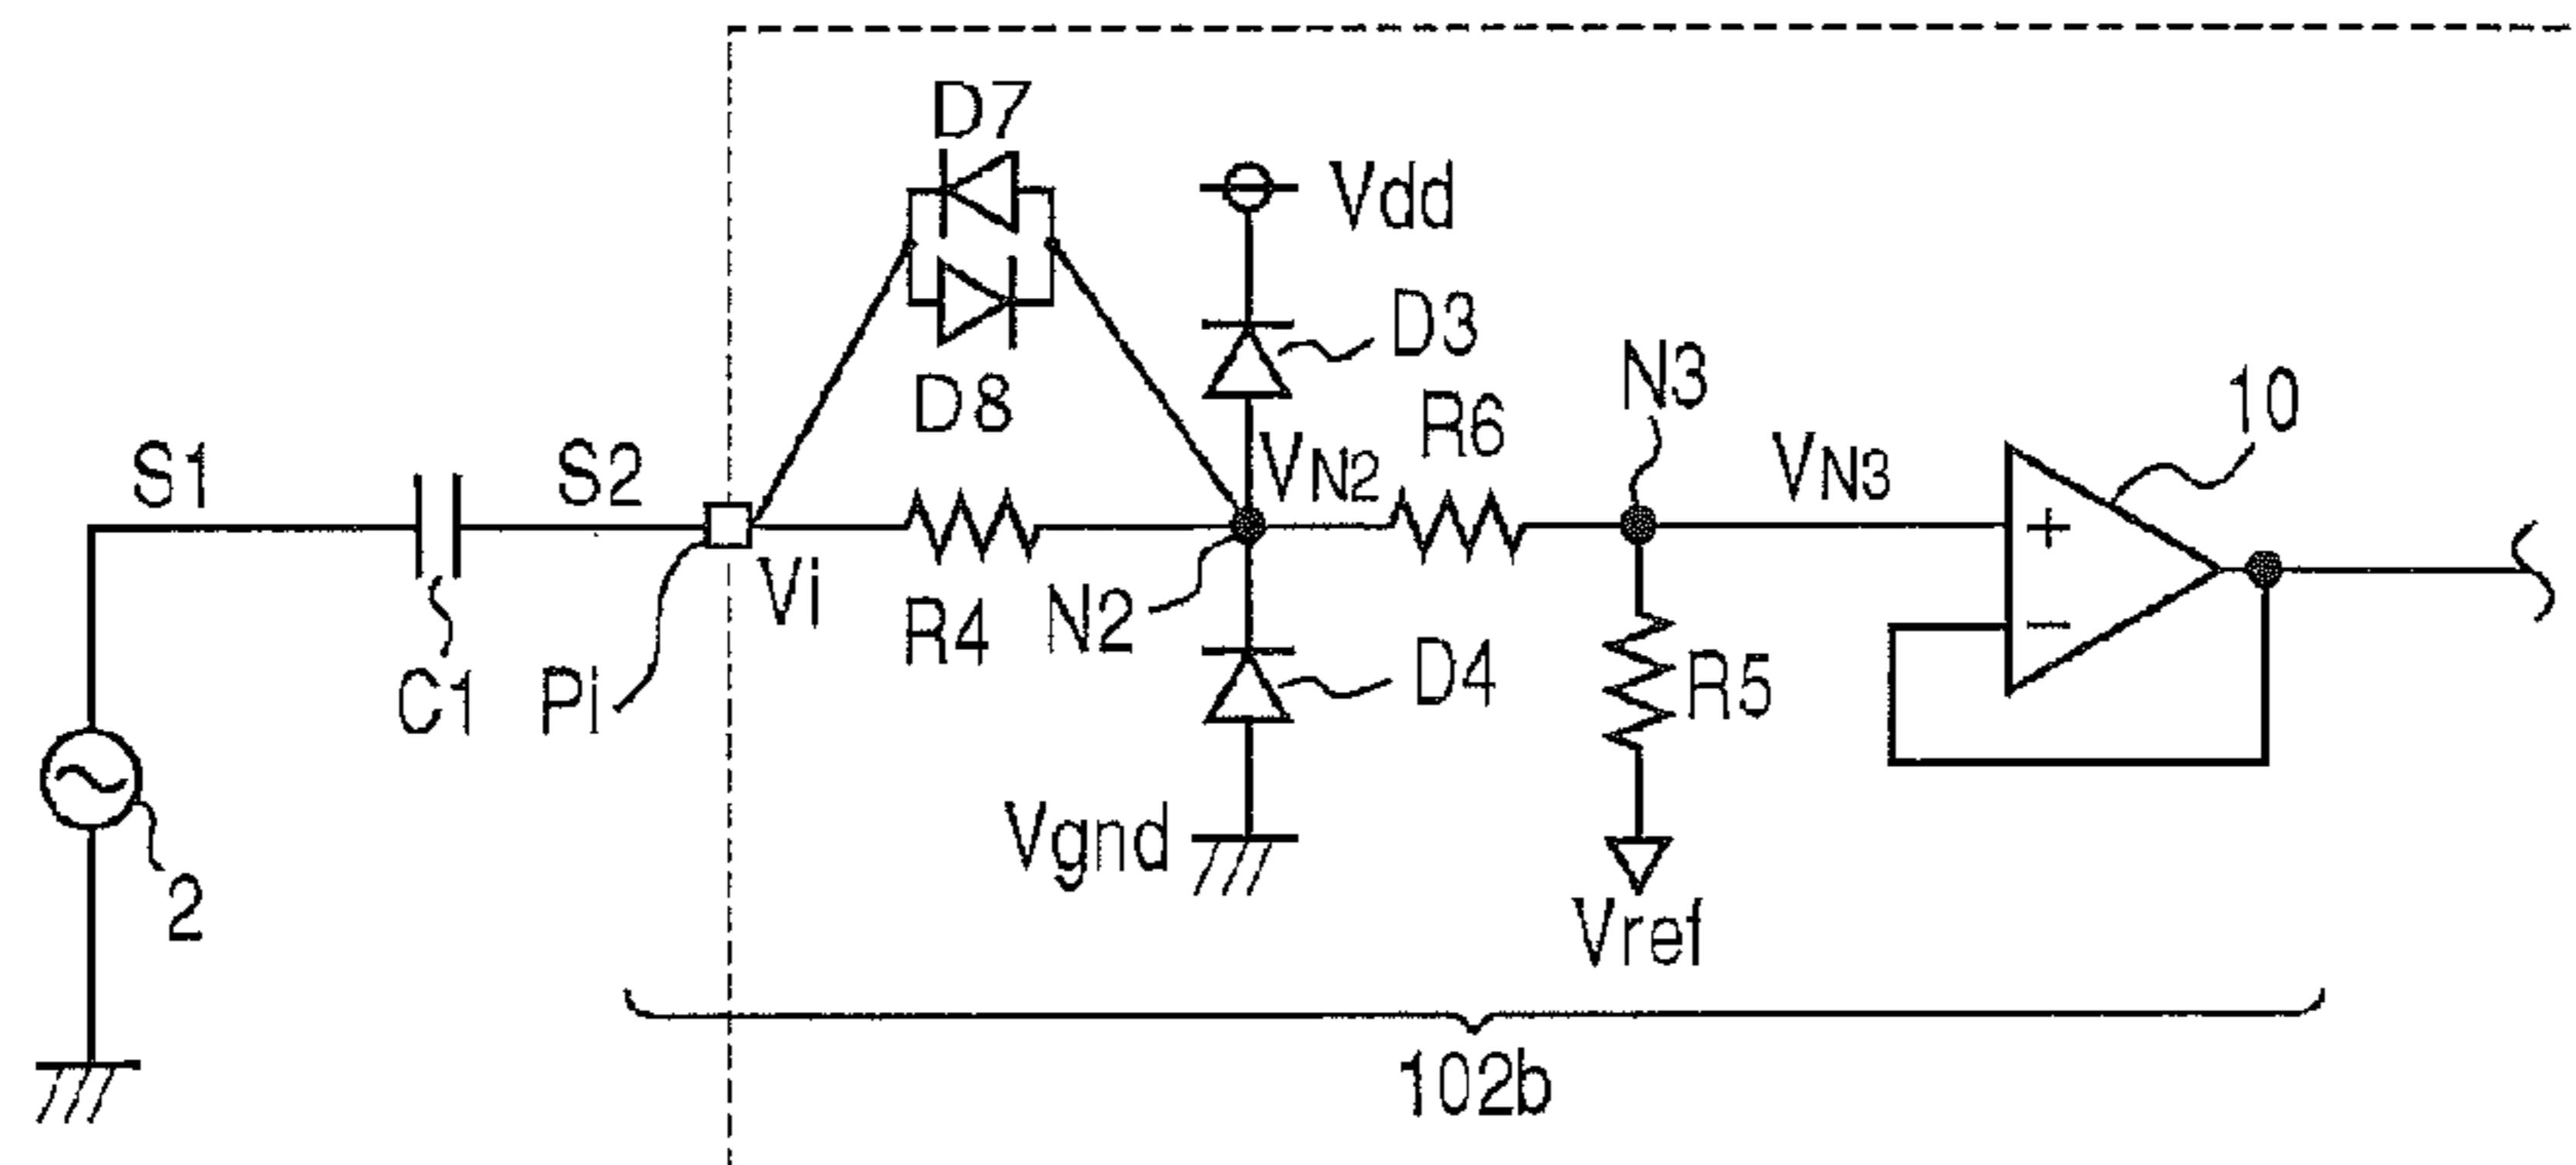 D7
Vdd
D3
D8
N3
R6
10
S1
S2
VN2
VN3
+
−
Vi
R4
N2
C1
Pi
D4
R5
Vgnd
2
Vref
102b